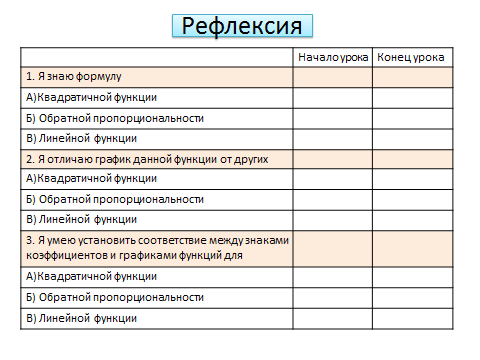 Рефлексия
Начало урока Конец урока
1. Я знаю формулу
А)Квадратичной функции
Б) Обратной пропорциональности
В) Линейной функции
2. Я отличаю график данной функции от других
А)Квадратичной функции
Б) Обратной пропорциональности
В) Линейной функции
3. Я умею установить соответствие между знаками
коэффициентов и графиками функций для
А)Квадратичной функции
Б) Обратной пропорциональности
В) Линейной функции